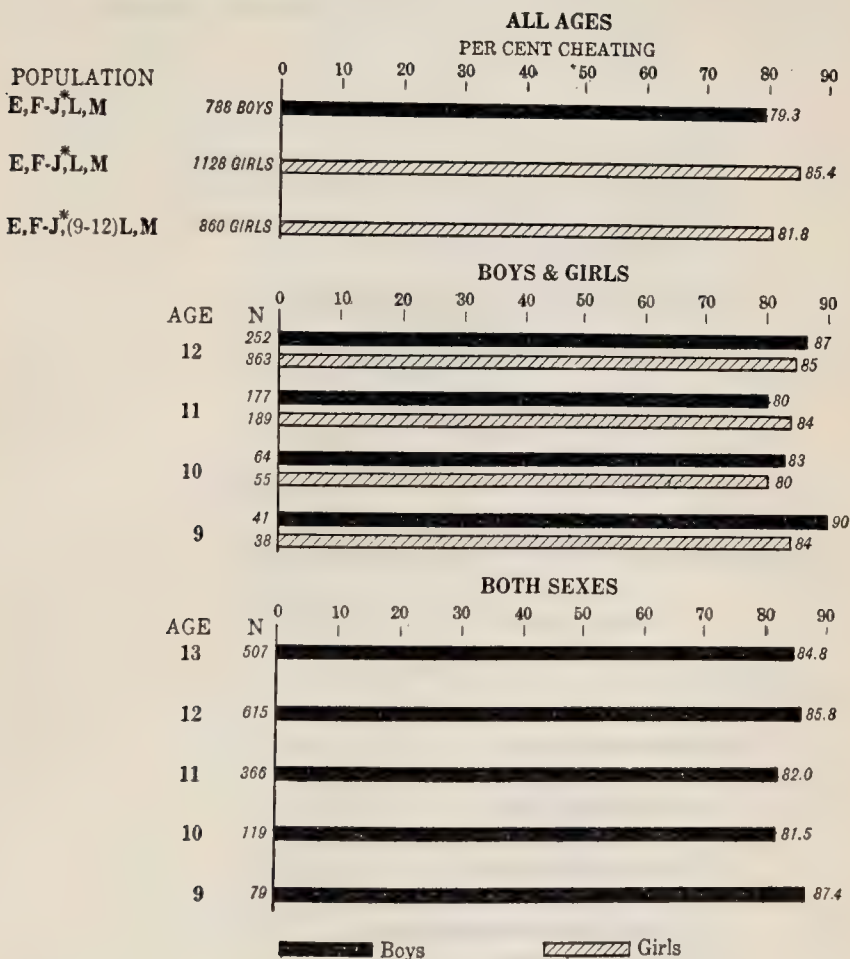 ALL AGES
PER CENT CHEATING
POPULATION 0 10 20 30 40 50 60 70 80 90
E,F-J,*L,M 788 BOYS 79.3
E,F-J,*L,M 1128 GIRLS 85.4
E,F-J,*(9-12)L,M 860 GIRLS 81.8
BOYS & GIRLS
AGE N 0 10 20 30 40 50 60 70 80 90
12 252 87
363 85
11 177 80
189 84
10 64 83
55 80
9 41 90
38 84
BOTH SEXES
AGE N 0 10 20 30 40 50 60 70 80 90
13 507 84.8
12 615 85.8
11 366 82.0
10 119 81.5
9 79 87.4
Boys Girls